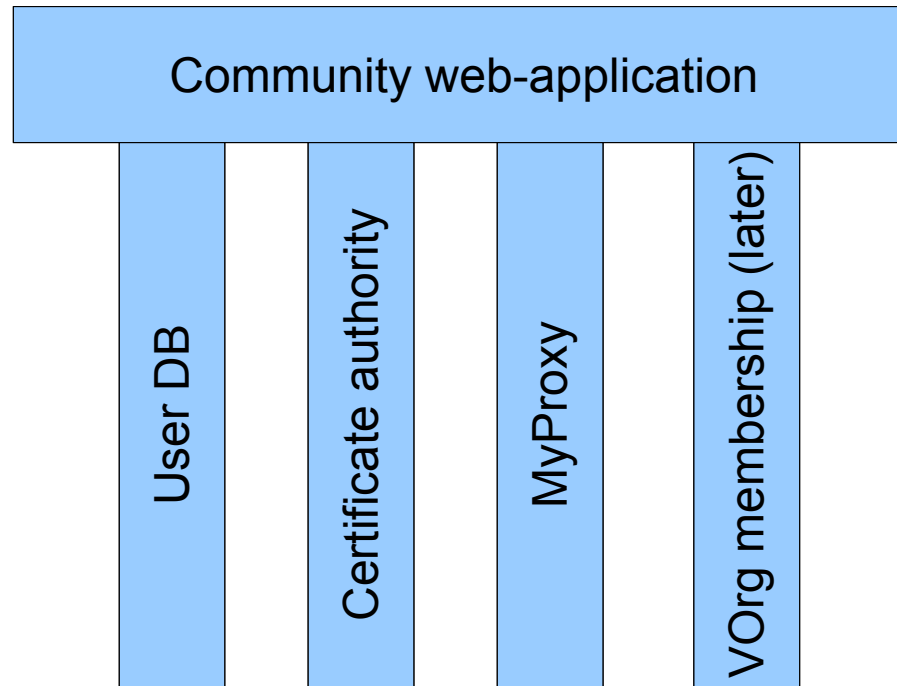 Community web-application
User DB
Certificate authority
MyProxy
VOrg membership (later)